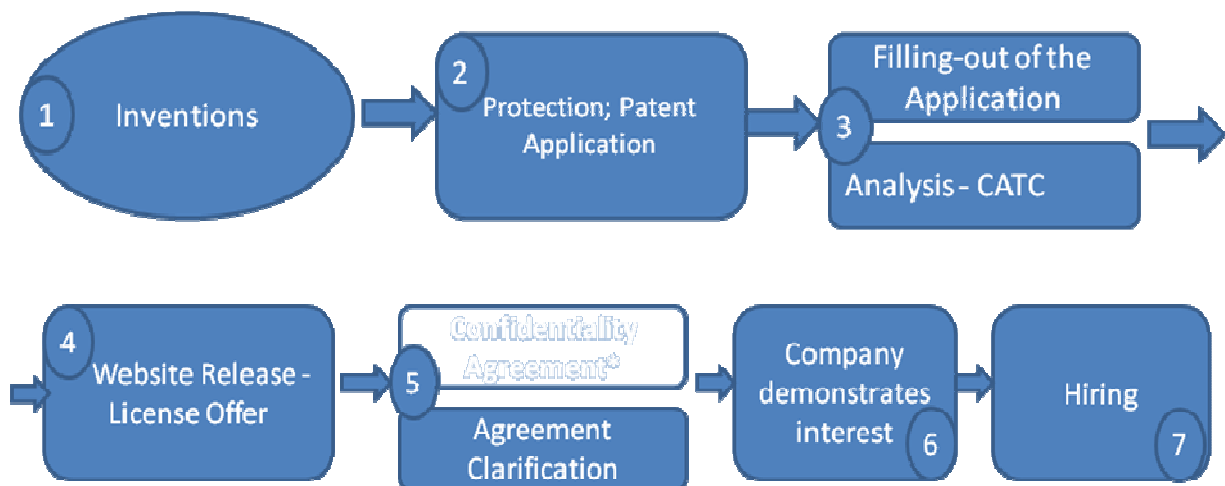 1
Inventions
2
Protection; Patent
Application
3
Filling-out of the
Application
Analysis - CATC
4
Website Release -
License Offer
5
Confidentiality
Agreement*
Agreement
Clarification
Company
demonstrates
interest
6
Hiring
7